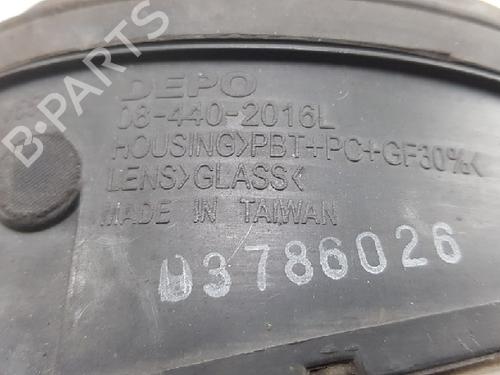 DEPO
08-440-2016L
HOUSING>PBT+PC+GF30%<
LENS>GLASS<
MADE IN TAIWAN
03786026
B-PARTS